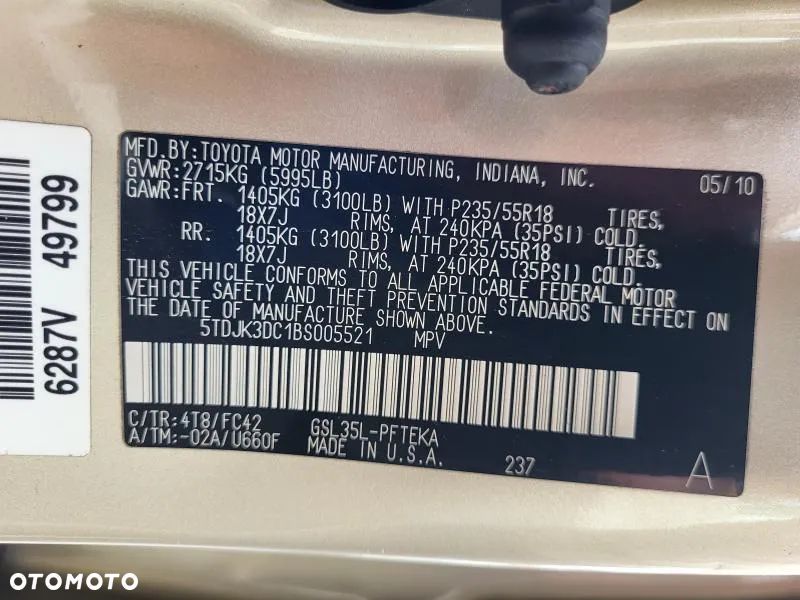 6287V 49799
MFD.BY:TOYOTA MOTOR MANUFACTURING, INDIANA, INC. 05/10
GVWR:2715KG (5995LB)
GAWR:FRT. 1405KG (3100LB) WITH P235/55R18 TIRES,
18X7J RIMS, AT 240KPA (35PSI) COLD.
RR. 1405KG (3100LB) WITH P235/55R18 TIRES,
18X7J RIMS, AT 240KPA (35PSI) COLD.
THIS VEHICLE CONFORMS TO ALL APPLICABLE FEDERAL MOTOR
VEHICLE SAFETY AND THEFT PREVENTION STANDARDS IN EFFECT ON
THE DATE OF MANUFACTURE SHOWN ABOVE.
5TDJK3DC1BS005521 MPV
C/TR:4T8/FC42 GSL35L-PFTEKA
A/TM:-02A/U660F MADE IN U.S.A. 237 A
OTOMOTO